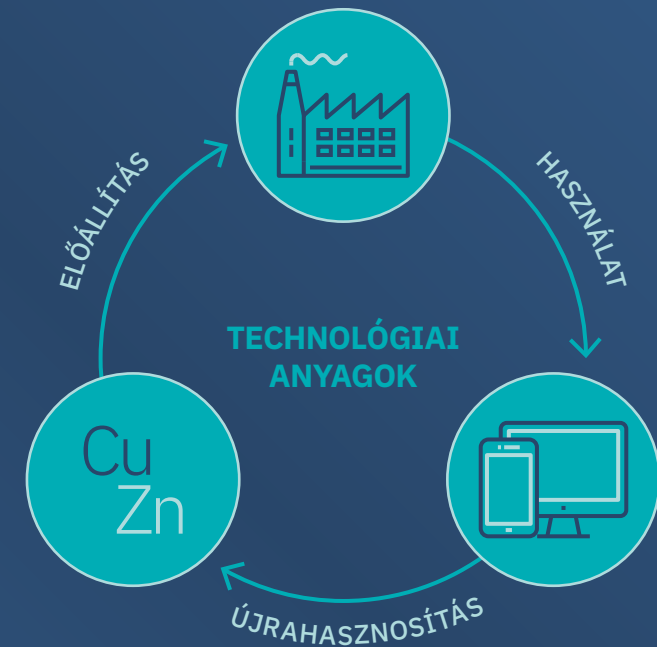 ELŐÁLLÍTÁS
HASZNÁLAT
TECHNOLÓGIAI
ANYAGOK
Cu
Zn
ÚJRAHASZNOSÍTÁS